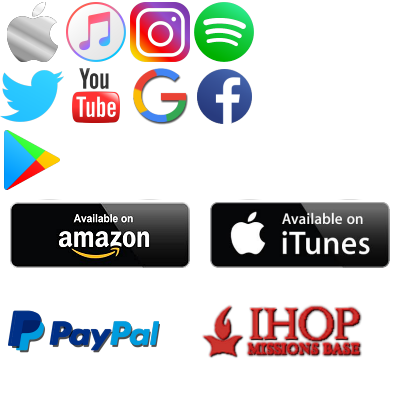 You
Tube
Available on
amazon
Available on
iTunes
PayPal
IHOP
MISSIONS BASE